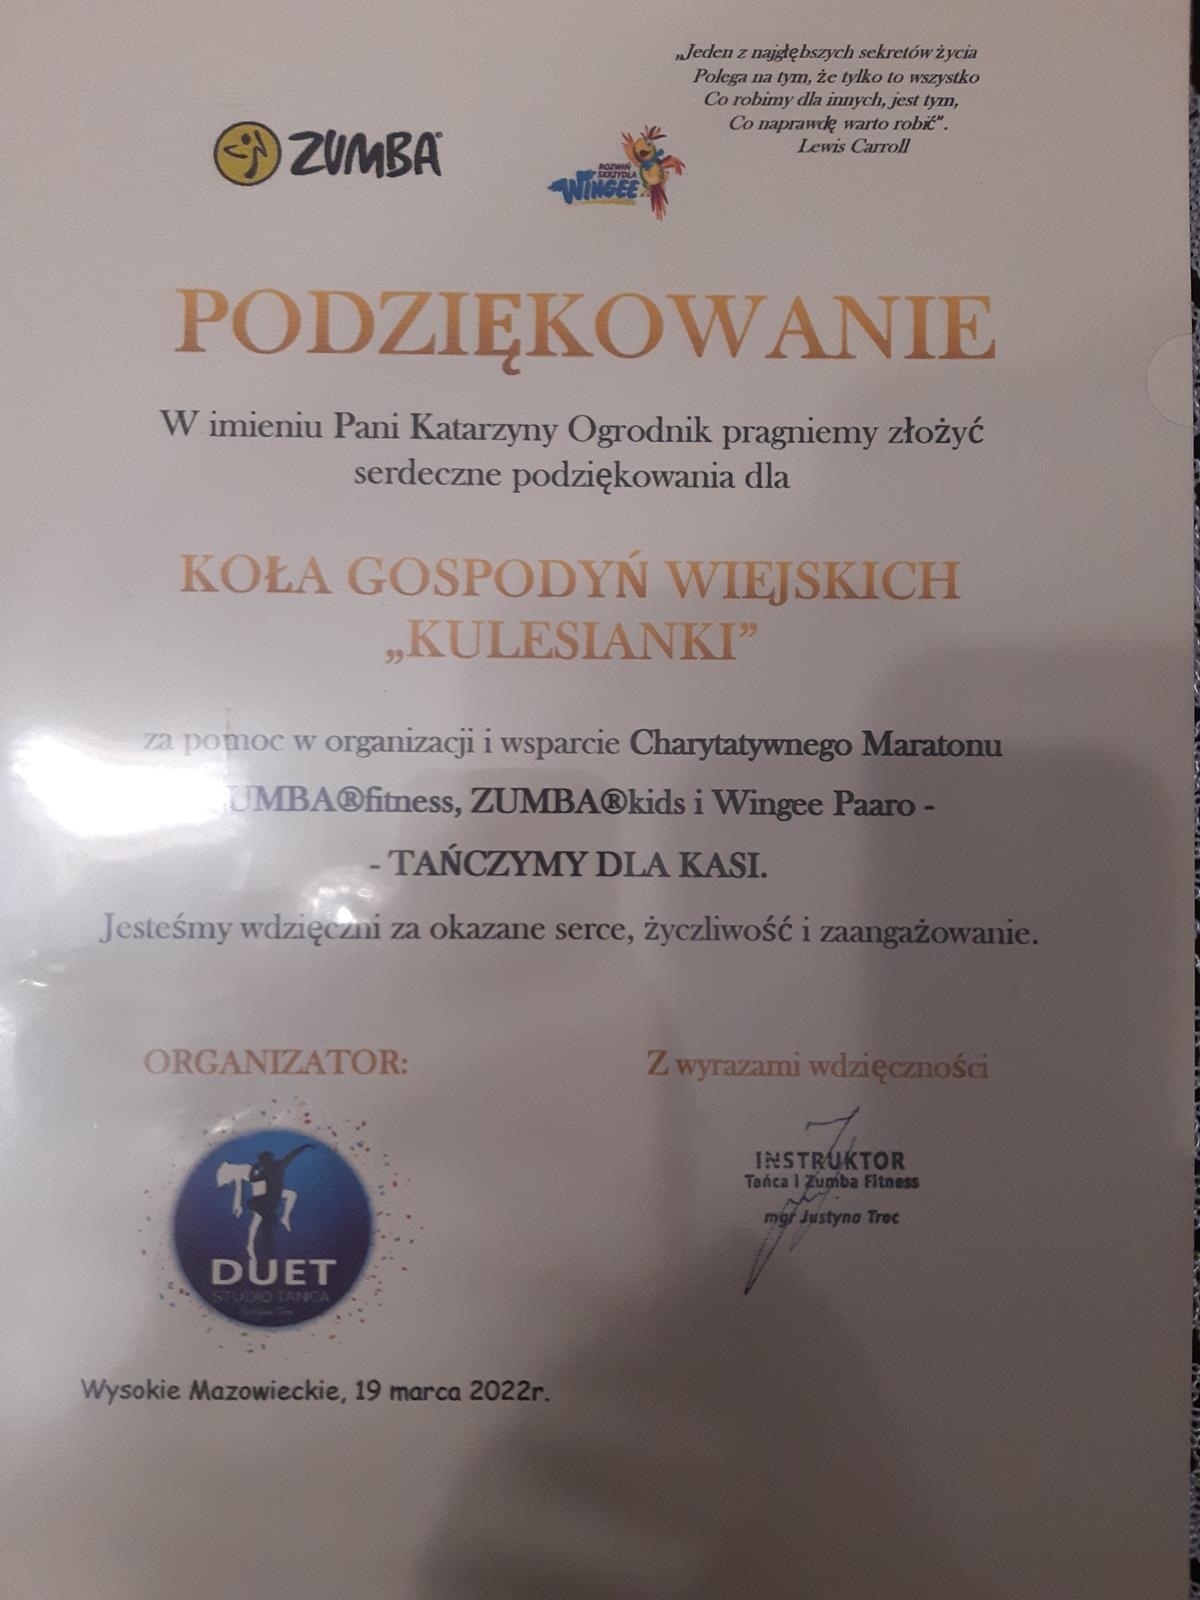 „Jeden z najgłębszych sekretów życia
Polega na tym, że tylko to wszystko
Co robimy dla innych, jest tym,
Co naprawdę warto robić”.
Lewis Carroll
ZUMBA®
ROZWIŃ
SKRZYDŁA
WINGEE
PODZIĘKOWANIE
W imieniu Pani Katarzyny Ogrodnik pragniemy złożyć
serdeczne podziękowania dla
KOŁA GOSPODYŃ WIEJSKICH
„KULESIANKI”
za pomoc w organizacji i wsparcie Charytatywnego Maratonu
UMBA®fitness, ZUMBA®kids i Wingee Paaro -
- TAŃCZYMY DLA KASI.
Jesteśmy wdzięczni za okazane serce, życzliwość i zaangażowanie.
ORGANIZATOR:
DUET
STUDIO TAŃCA
Z wyrazami wdzięczności
INSTRUKTOR
Tańca i Zumba Fitness
mgr Justyna Troc
Wysokie Mazowieckie, 19 marca 2022r.